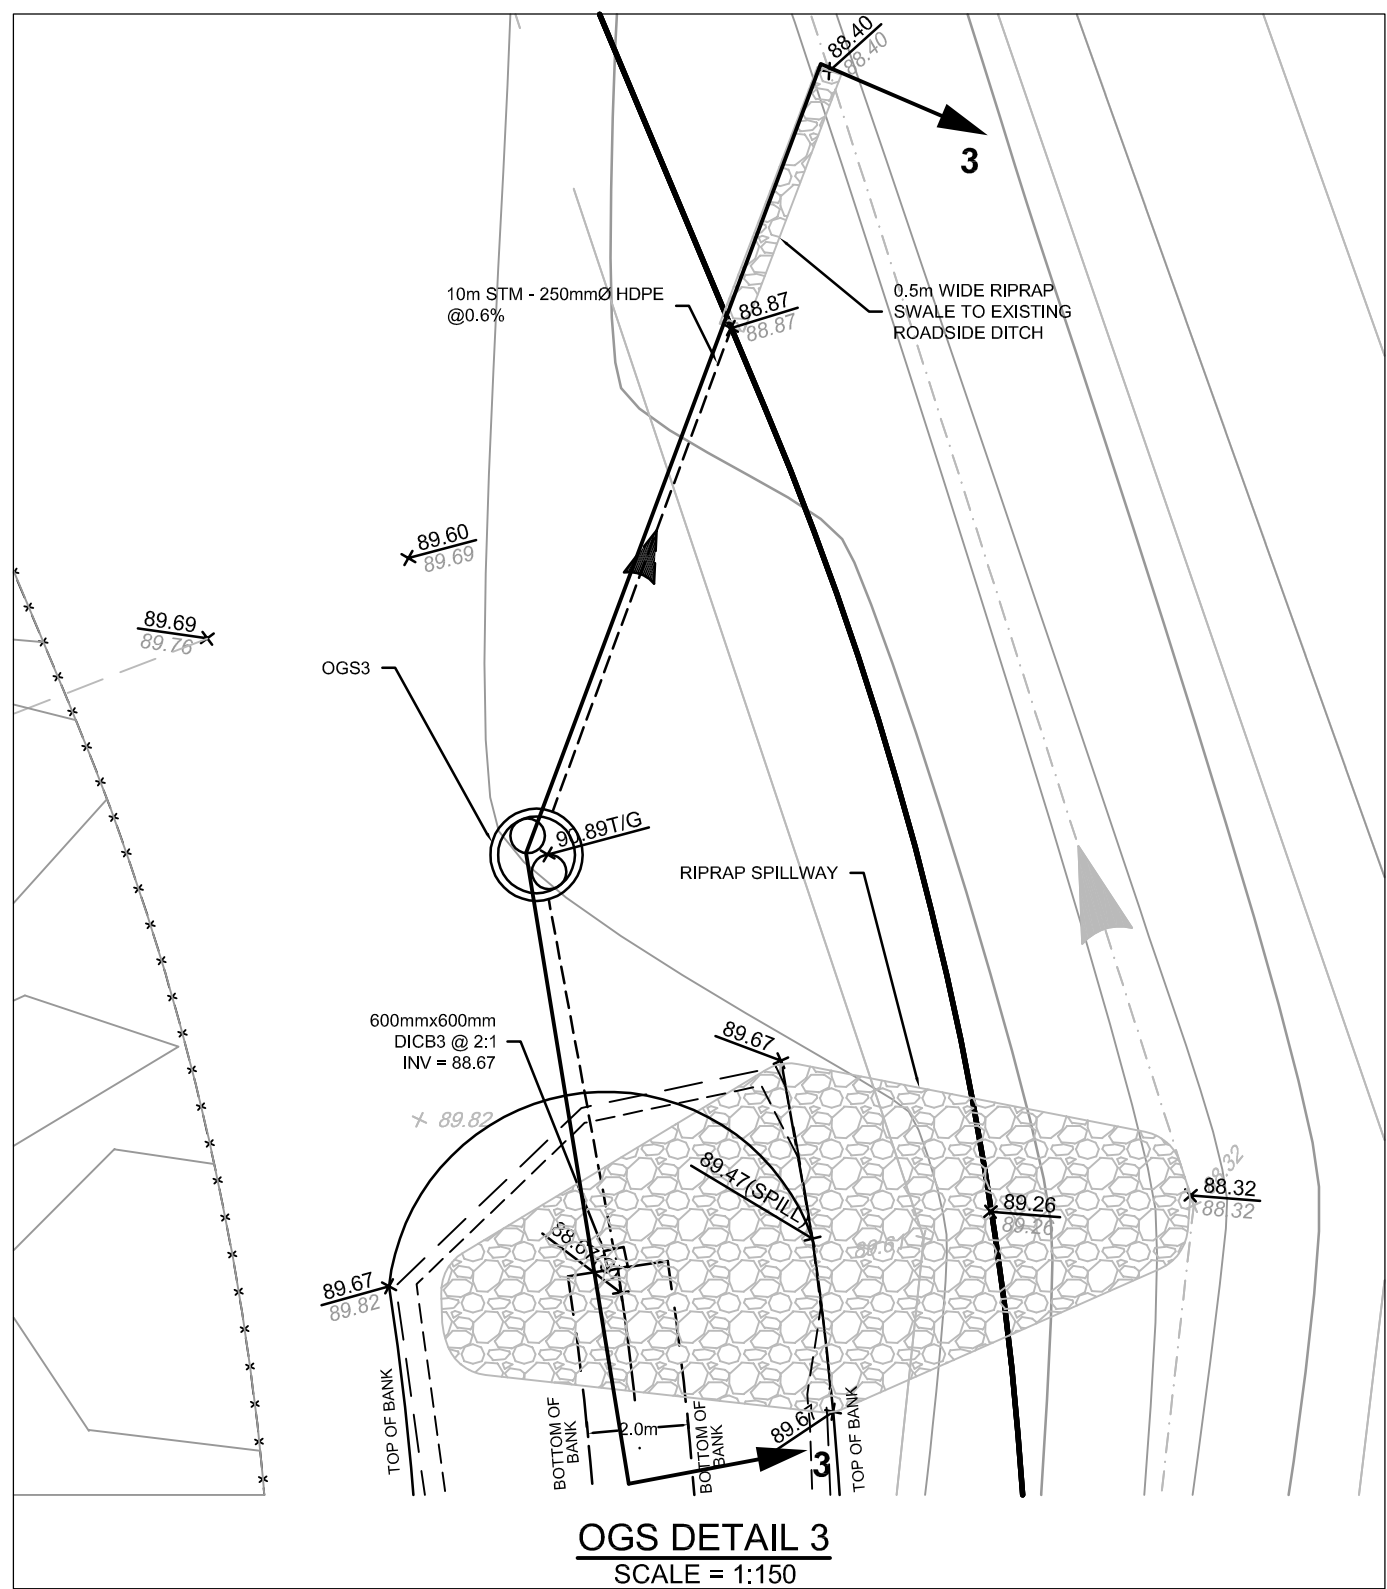 88.40
88.40
3
10m STM - 250mmØ HDPE
@0.6%
88.87
88.87
0.5m WIDE RIPRAP
SWALE TO EXISTING
ROADSIDE DITCH
89.60
89.69
89.69
89.76
OGS3
90.89T/G
RIPRAP SPILLWAY
600mmx600mm
DICB3 @ 2:1
INV = 88.67
89.67
89.82
89.47(SPILL)
88.32
88.32
88.32
89.26
89.26
89.67
89.82
TOP OF BANK
BOTTOM OF
BANK
2.0m
BOTTOM OF
BANK
TOP OF BANK
3
OGS DETAIL 3
SCALE = 1:150